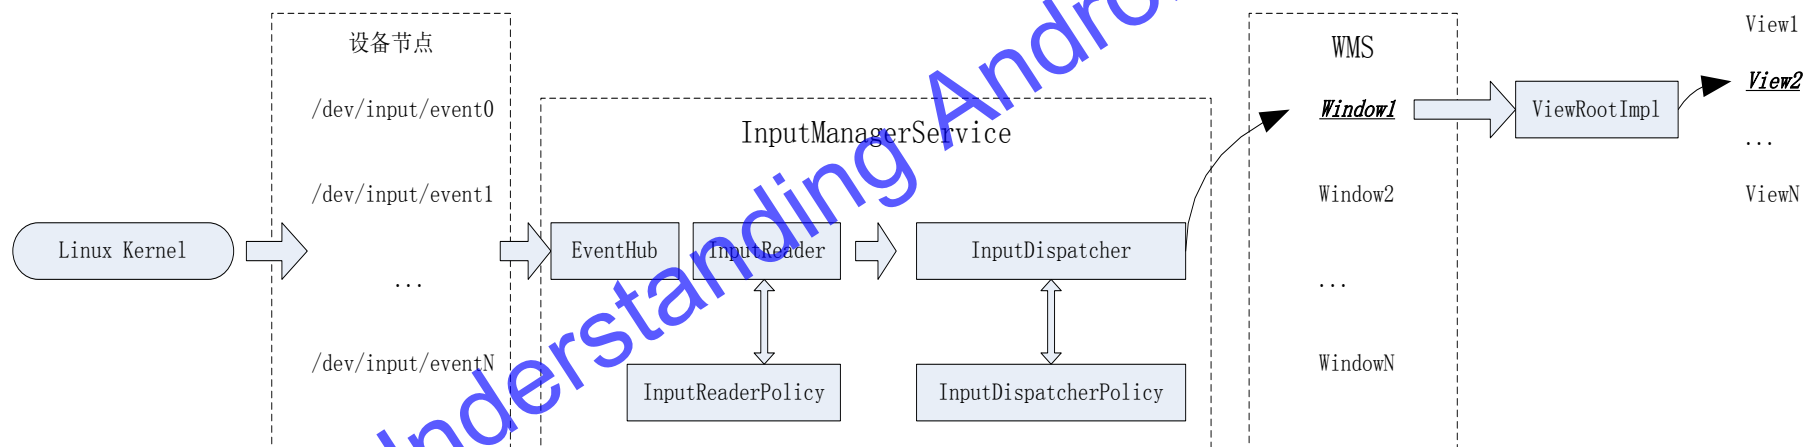 设备节点
/dev/input/event0
/dev/input/event1
...
/dev/input/eventN
Linux Kernel
InputManagerService
EventHub
InputReader
InputDispatcher
InputReaderPolicy
InputDispatcherPolicy
WMS
Window1
Window2
...
WindowN
ViewRootImpl
View1
View2
...
ViewN
nderstanding Andro